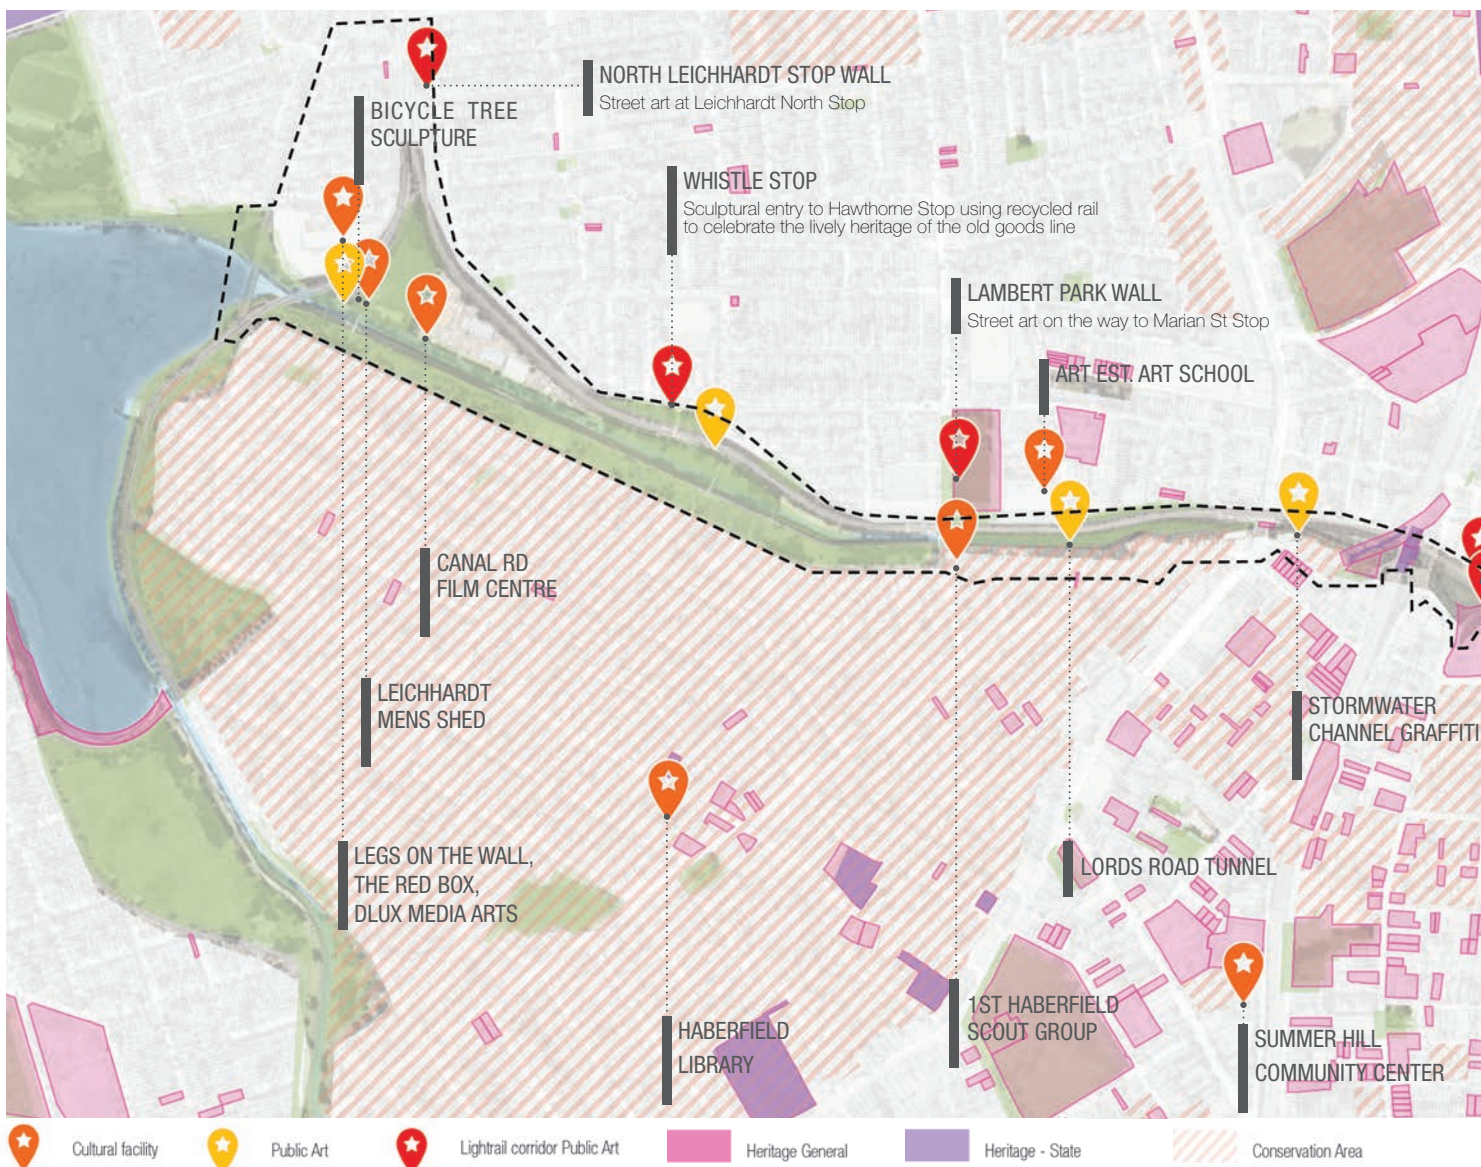 NORTH LEICHHARDT STOP WALL
Street art at Leichhardt North Stop
BICYCLE TREE
SCULPTURE
WHISTLE STOP
Sculptural entry to Hawthorne Stop using recycled rail
to celebrate the lively heritage of the old goods line
LAMBERT PARK WALL
Street art on the way to Marian St Stop
ART EST. ART SCHOOL
CANAL RD
FILM CENTRE
LEICHHARDT
MENS SHED
STORMWATER
CHANNEL GRAFFITI
LEGS ON THE WALL,
THE RED BOX,
DLUX MEDIA ARTS
LORDS ROAD TUNNEL
HABERFIELD
LIBRARY
1ST HABERFIELD
SCOUT GROUP
SUMMER HILL
COMMUNITY CENTER
Cultural facility
Public Art
Lightrail corridor Public Art
Heritage General
Heritage - State
Conservation Area